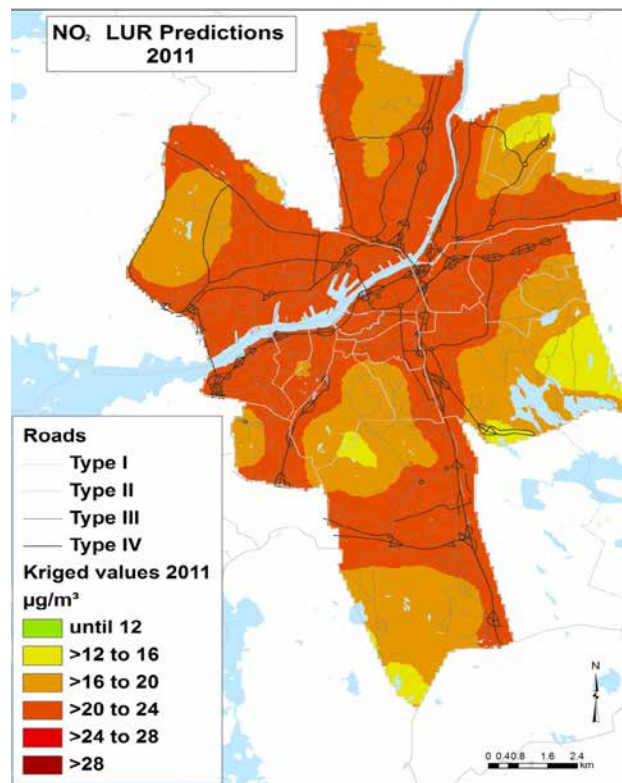 NO₂ LUR Predictions
2011
Roads
Type I
Type II
Type III
Type IV
Kriged values 2011
µg/m³
until 12
>12 to 16
>16 to 20
>20 to 24
>24 to 28
>28
N
0 0.40.8 1.6 2.4
km